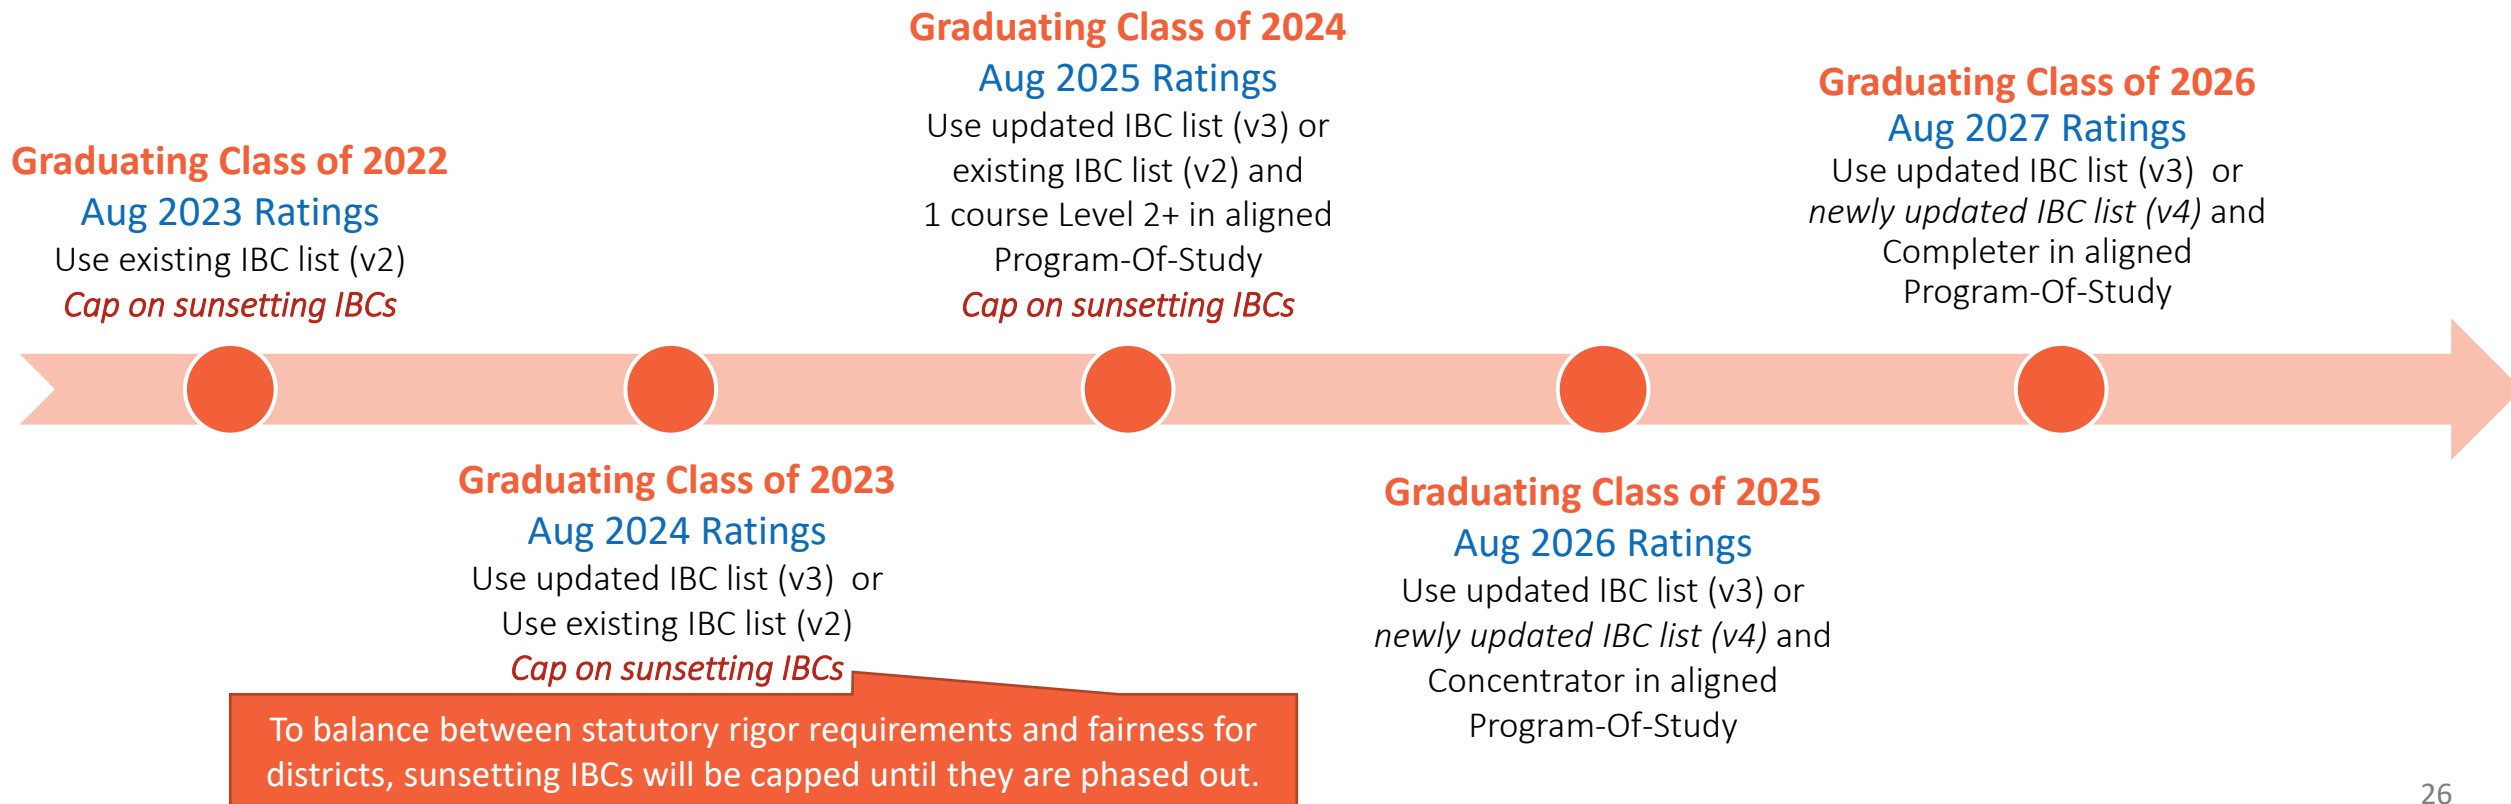 Graduating Class of 2022
Aug 2023 Ratings
Use existing IBC list (v2)
Cap on sunsetting IBCs
Graduating Class of 2023
Aug 2024 Ratings
Use updated IBC list (v3) or
Use existing IBC list (v2)
Cap on sunsetting IBCs
To balance between statutory rigor requirements and fairness for
districts, sunsetting IBCs will be capped until they are phased out.
Graduating Class of 2024
Aug 2025 Ratings
Use updated IBC list (v3) or
existing IBC list (v2) and
1 course Level 2+ in aligned
Program-Of-Study
Cap on sunsetting IBCs
Graduating Class of 2025
Aug 2026 Ratings
Use updated IBC list (v3) or
newly updated IBC list (v4) and
Concentrator in aligned
Program-Of-Study
Graduating Class of 2026
Aug 2027 Ratings
Use updated IBC list (v3) or
newly updated IBC list (v4) and
Completer in aligned
Program-Of-Study
26